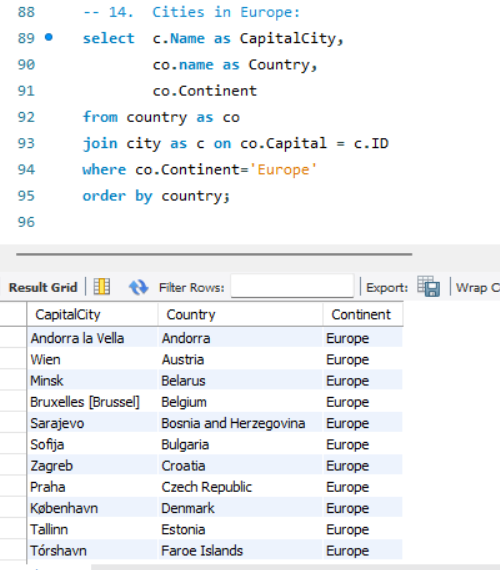 88 -- 14. Cities in Europe:
89 select c.Name as CapitalCity,
90 co.name as Country,
91 co.Continent
92 from country as co
93 join city as c on co.Capital = c.ID
94 where co.Continent='Europe'
95 order by country;
96
Result Grid Filter Rows: Export: Wrap C
CapitalCity Country Continent
Andorra la Vella Andorra Europe
Wien Austria Europe
Minsk Belarus Europe
Bruxelles [Brussel] Belgium Europe
Sarajevo Bosnia and Herzegovina Europe
Sofija Bulgaria Europe
Zagreb Croatia Europe
Praha Czech Republic Europe
København Denmark Europe
Tallinn Estonia Europe
Tórshavn Faroe Islands Europe